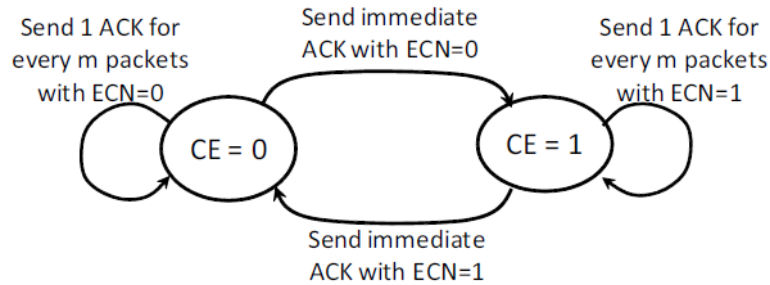 Send 1 ACK for
every m packets
with ECN=0
Send immediate
ACK with ECN=0
Send 1 ACK for
every m packets
with ECN=1
CE = 0
CE = 1
Send immediate
ACK with ECN=1